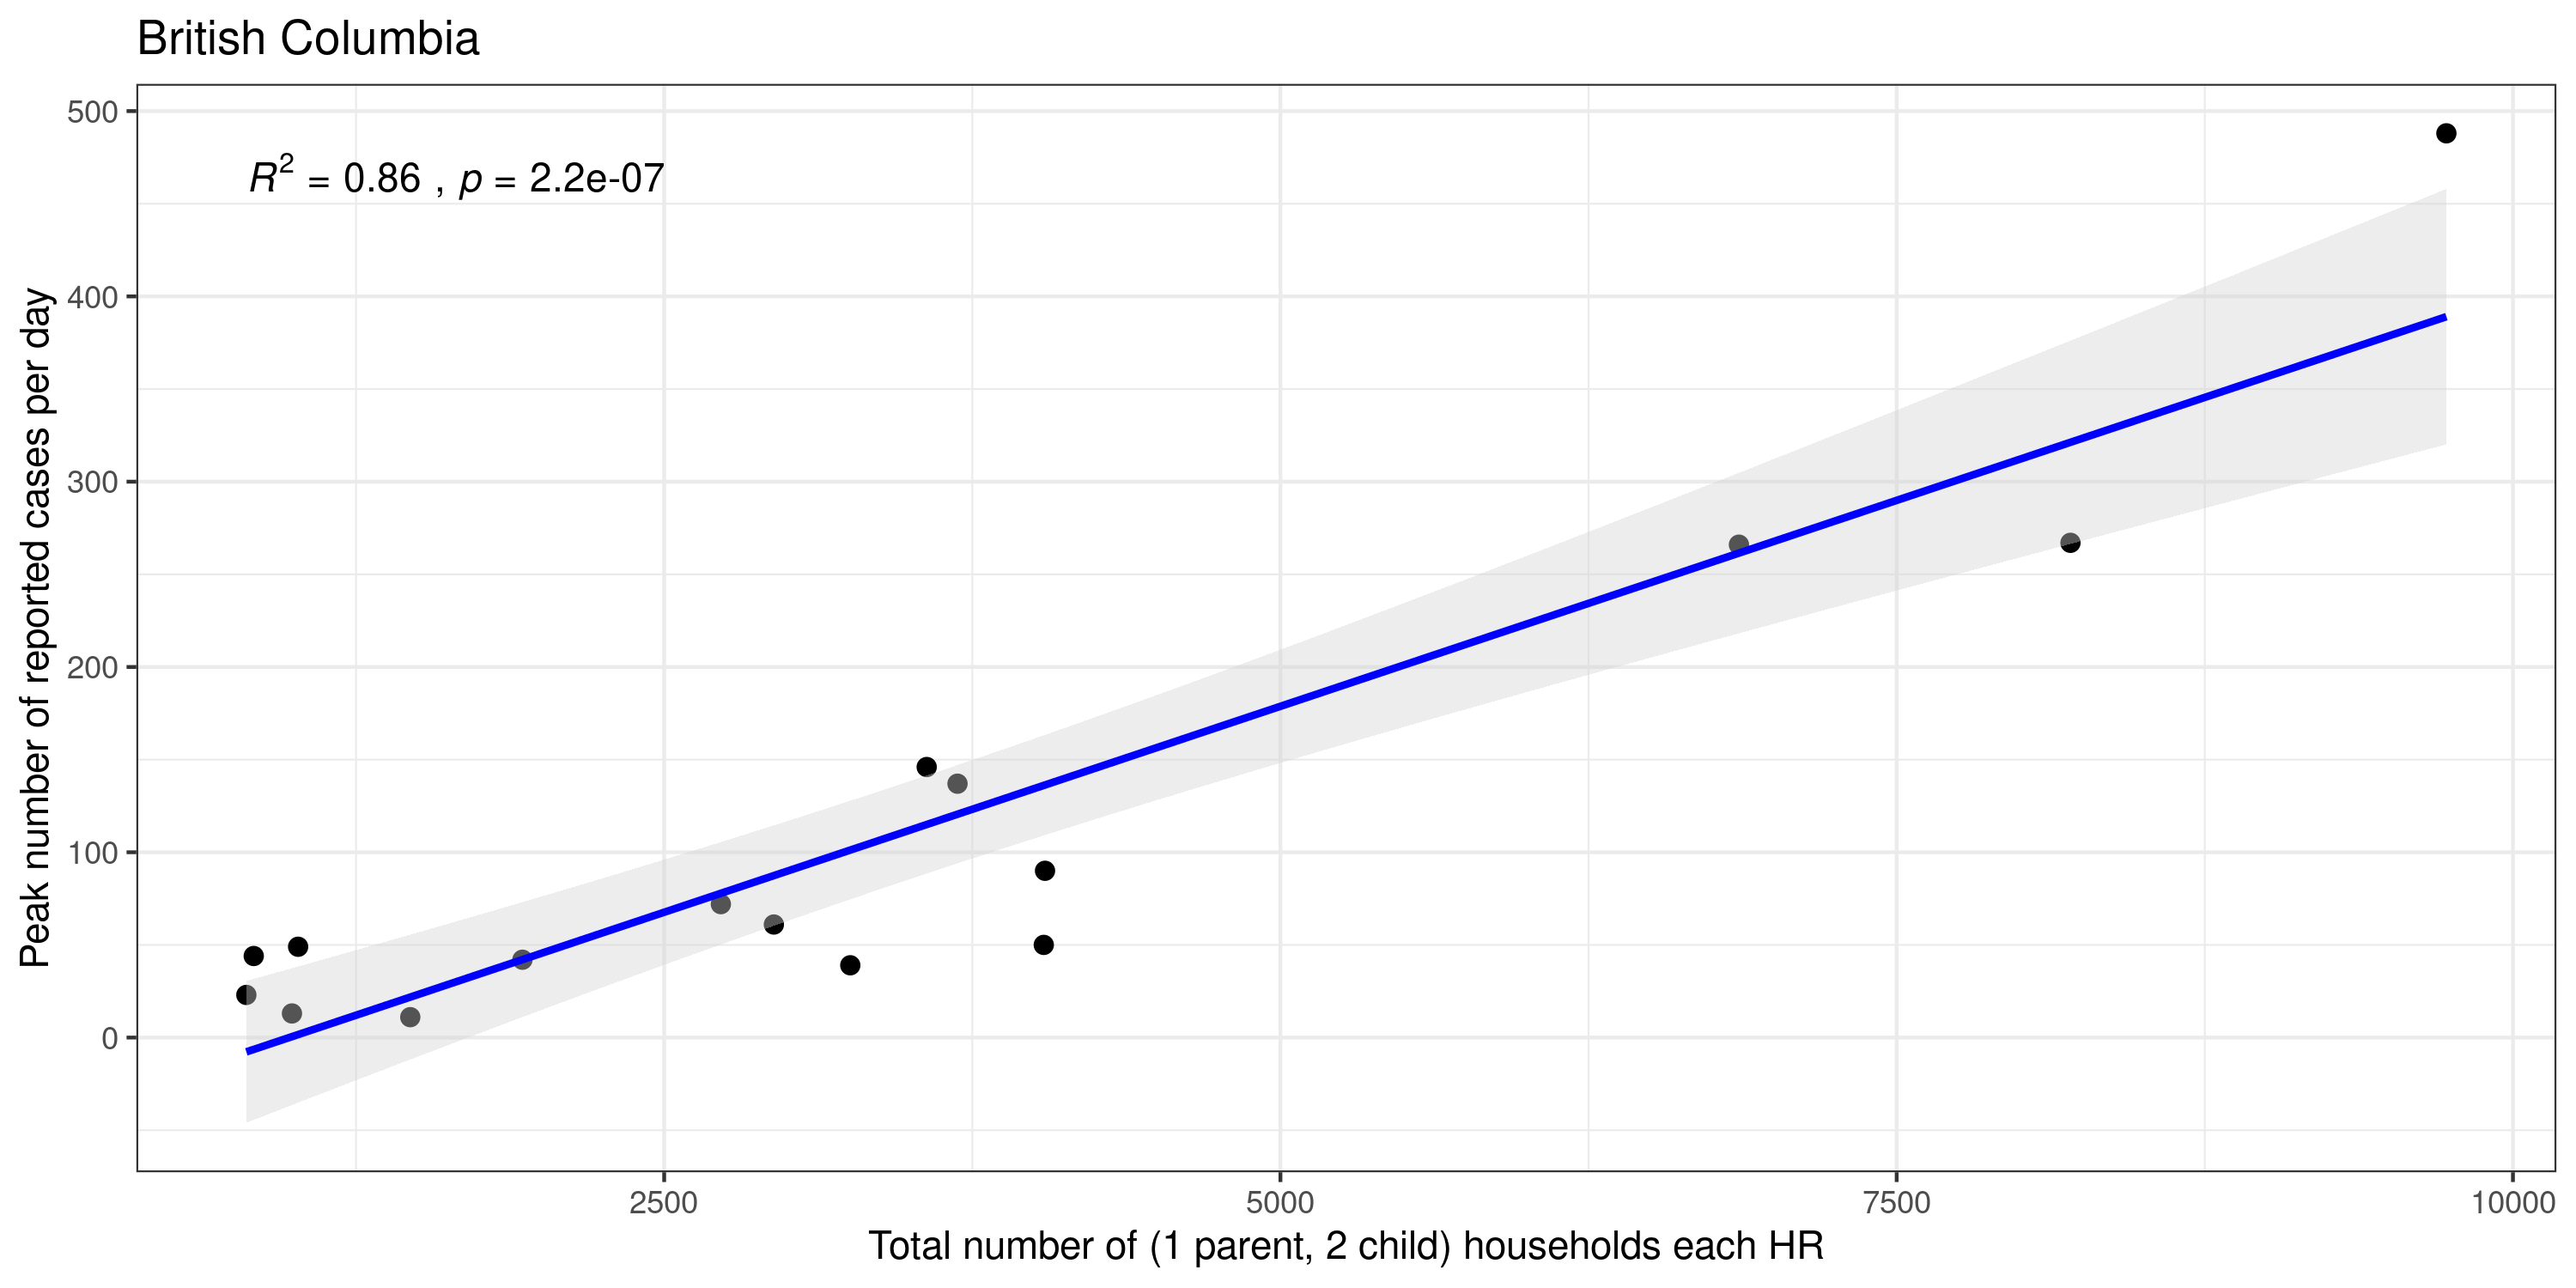 British Columbia
R² = 0.86 , p = 2.2e-07
Peak number of reported cases per day
500
400
300
200
100
0
2500 5000 7500 10000
Total number of (1 parent, 2 child) households each HR